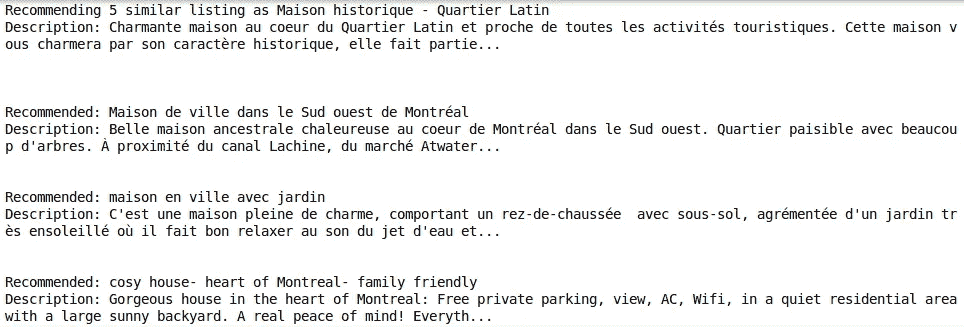 Recommending 5 similar listing as Maison historique - Quartier Latin
Description: Charmante maison au coeur du Quartier Latin et proche de toutes les activités touristiques. Cette maison v
ous charmera par son caractère historique, elle fait partie...
Recommended: Maison de ville dans le Sud ouest de Montréal
Description: Belle maison ancestrale chaleureuse au coeur de Montréal dans le Sud ouest. Quartier paisible avec beaucou
p d'arbres. À proximité du canal Lachine, du marché Atwater...
Recommended: maison en ville avec jardin
Description: C'est une maison pleine de charme, comportant un rez-de-chaussée  avec sous-sol, agrémentée d'un jardin tr
ès ensoleillé où il fait bon relaxer au son du jet d'eau et...
Recommended: cosy house- heart of Montreal- family friendly
Description: Gorgeous house in the heart of Montreal: Free private parking, view, AC, Wifi, in a quiet residential area
with a large sunny backyard. A real peace of mind! Everyth...